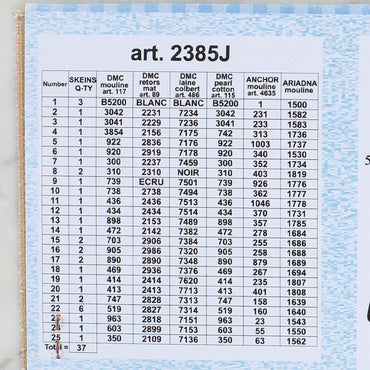 art. 2385J
Number SKEINS Q-TY DMC mouline art. 117 DMC retors mat art. 89 DMC laine colbert art. 486 DMC pearl cotton art. 115 ANCHOR mouline art. 4635 ARIADNA mouline
1 3 B5200 BLANC BLANC B5200 1 1500
2 1 3042 2231 7234 3042 231 1582
3 1 3041 2229 7236 3041 233 1583
4 1 3854 2156 7175 742 313 1736
5 1 922 2836 7176 922 1003 1737
6 1 920 2919 7178 920 340 1530
7 1 300 2237 7459 300 352 1734
8 2 310 2310 NOIR 310 403 1819
9 1 739 ECRU 7501 739 926 1776
10 1 738 2738 7494 738 362 1777
11 1 436 2436 7513 436 1046 1778
12 1 434 2434 7514 434 370 1731
13 1 898 2153 7489 898 357 1785
14 1 472 2142 7382 472 278 1684
15 2 703 2906 7384 703 255 1688
16 2 905 2986 7320 905 258 1688
17 2 890 2890 7348 890 879 1689
18 1 469 2936 7376 469 267 1694
19 1 414 2414 7620 414 235 1807
20 1 413 2413 7713 413 401 1808
21 2 747 2828 7313 747 158 1639
22 6 519 2827 7314 519 160 1640
1 963 2818 7151 963 23 1543
1 603 2899 7153 603 55 1550
25 1 350 2109 7136 350 63 1562
Total = 37